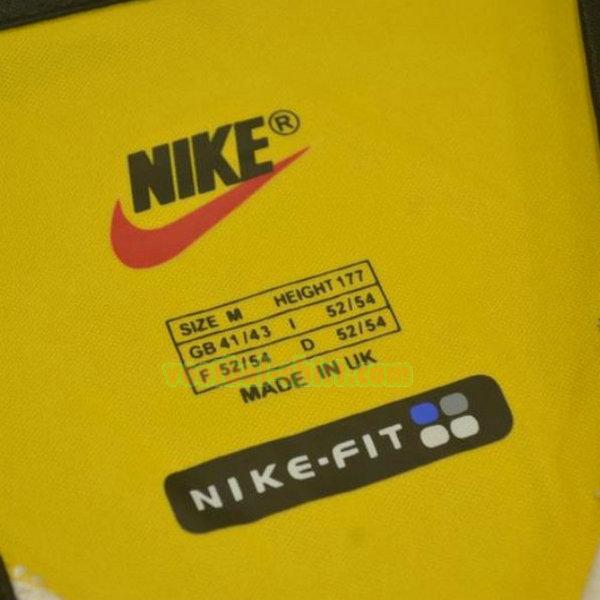 NIKE®
SIZE M HEIGHT 177
GB 41/43 I 52/54
F 52/54 D 52/54
MADE IN UK
NIKE-FIT